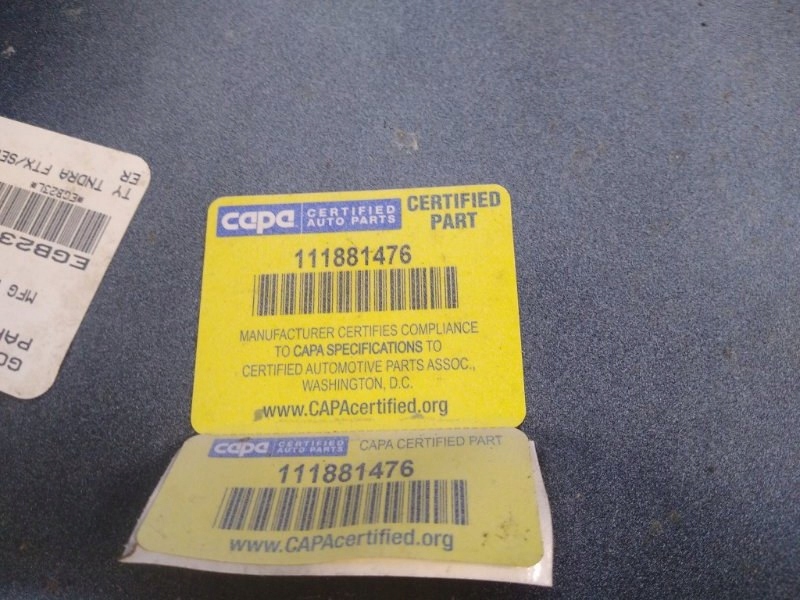 capa CERTIFIED AUTO PARTS CERTIFIED PART
111881476
MANUFACTURER CERTIFIES COMPLIANCE
TO CAPA SPECIFICATIONS TO
CERTIFIED AUTOMOTIVE PARTS ASSOC.,
WASHINGTON, D.C.
www.CAPAcertified.org
capa CERTIFIED AUTO PARTS CAPA CERTIFIED PART
111881476
www.CAPAcertified.org
TY TNDRA FTX/SE
ER
*EGB23L*
EGB23
MFG
PA
GO